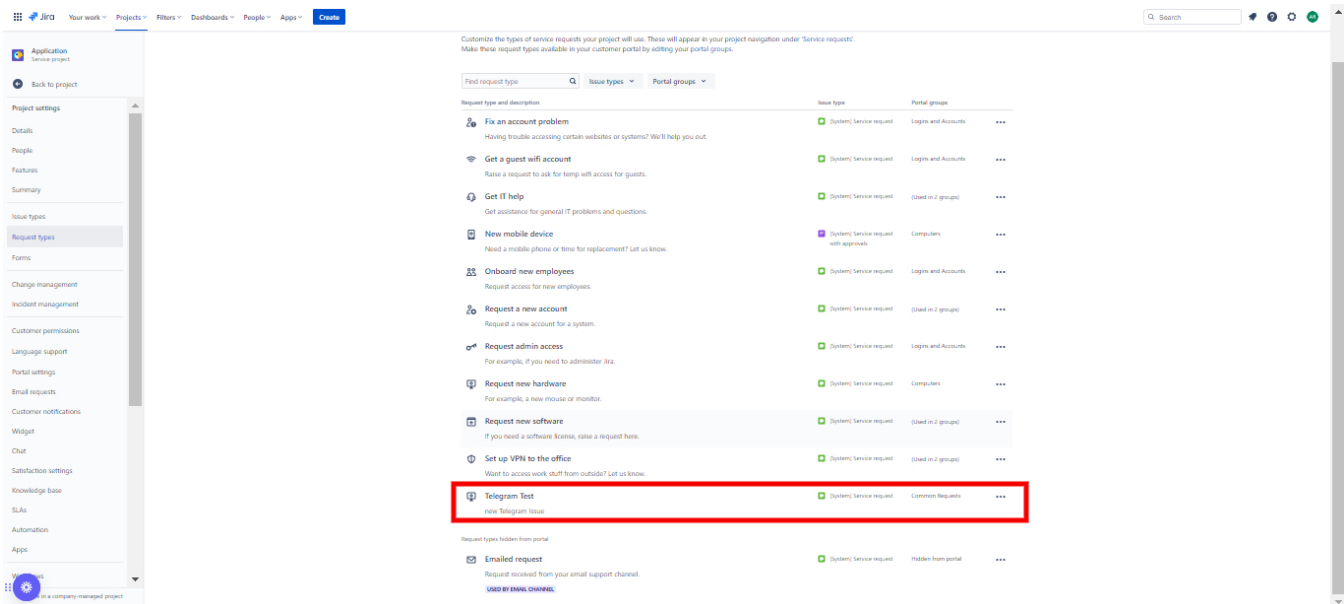 Jira Your work Projects Filters Dashboards People Apps Create Search AB
Application
Service project
Back to project
Project settings
Details
People
Features
Summary
Issue types
Request types
Forms
Change management
Incident management
Customer permissions
Language support
Portal settings
Email requests
Customer notifications
Widget
Chat
Satisfaction settings
Knowledge base
SLAs
Automation
Apps
in a company-managed project
Customize the types of service requests your project will use. These will appear in your project navigation under 'Service requests'.
Make these request types available in your customer portal by editing your portal groups.
Find request type Issue types Portal groups
Request type and description Issue type Portal groups
Fix an account problem [System] Service request Logins and Accounts
Having trouble accessing certain websites or systems? We'll help you out.
Get a guest wifi account [System] Service request Logins and Accounts
Raise a request to ask for temp wifi access for guests.
Get IT help [System] Service request (Used in 2 groups)
Get assistance for general IT problems and questions.
New mobile device [System] Service request Computers
with approvals
Need a mobile phone or time for replacement? Let us know.
Onboard new employees [System] Service request Logins and Accounts
Request access for new employees.
Request a new account [System] Service request (Used in 2 groups)
Request a new account for a system.
Request admin access [System] Service request Logins and Accounts
For example, if you need to administer Jira.
Request new hardware [System] Service request Computers
For example, a new mouse or monitor.
Request new software [System] Service request (Used in 2 groups)
If you need a software license, raise a request here.
Set up VPN to the office [System] Service request (Used in 2 groups)
Want to access work stuff from outside? Let us know.
Telegram Test [System] Service request Common Requests
new Telegram Issue
Request types hidden from portal
Emailed request [System] Service request Hidden from portal
Request received from your email support channel.
USED BY EMAIL CHANNEL